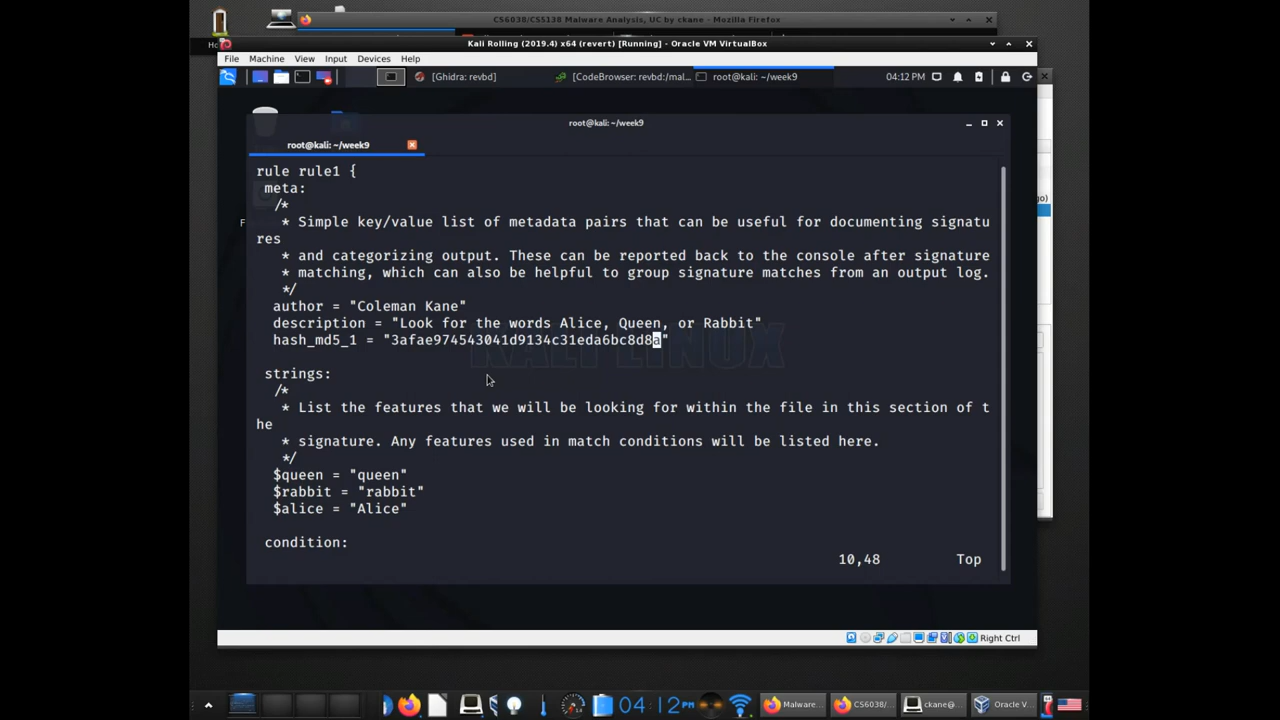 CS6038/CS5138 Malware Analysis, UC by ckane - Mozilla Firefox
Kali Rolling (2019.4) x64 (revert) [Running] - Oracle VM VirtualBox
File Machine View Input Devices Help
[Ghidra: revbd] [CodeBrowser: revbd:/mal... root@kali: ~/week9 04:12 PM
root@kali: ~/week9
root@kali: ~/week9
rule rule1 {
meta:
/*
* Simple key/value list of metadata pairs that can be useful for documenting signatu
res
* and categorizing output. These can be reported back to the console after signature
* matching, which can also be helpful to group signature matches from an output log.
*/
author = "Coleman Kane"
description = "Look for the words Alice, Queen, or Rabbit"
hash_md5_1 = "3afae974543041d9134c31eda6bc8d8a"
KALI LINUX
strings:
/*
* List the features that we will be looking for within the file in this section of t
he
* signature. Any features used in match conditions will be listed here.
*/
$queen = "queen"
$rabbit = "rabbit"
$alice = "Alice"
condition:
10,48 Top
Right Ctrl
04:12PM Malware... CS6038/... ckane@... Oracle V...